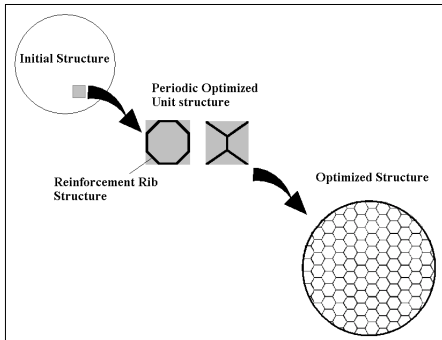 Initial Structure
Periodic Optimized
Unit structure
Reinforcement Rib
Structure
Optimized Structure